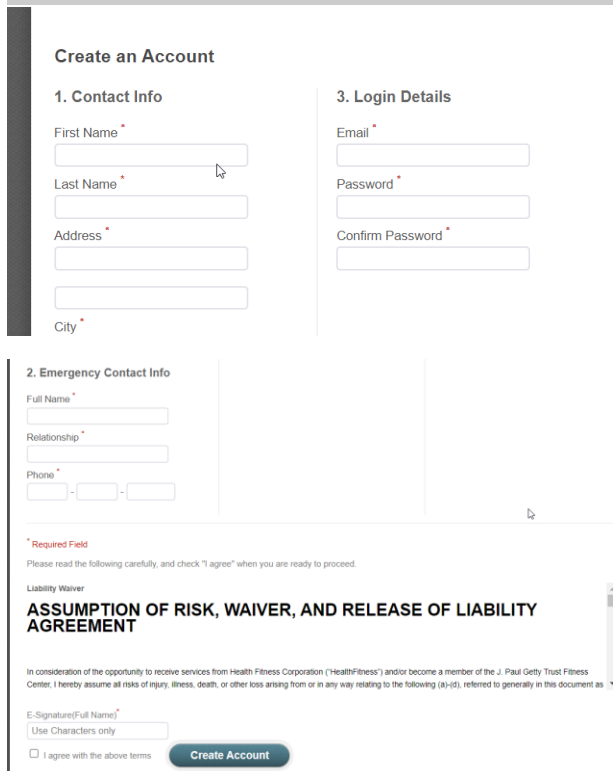 Create an Account
1. Contact Info
First Name *
Last Name *
Address *
City *
3. Login Details
Email *
Password *
Confirm Password *
2. Emergency Contact Info
Full Name *
Relationship *
Phone *
- -
* Required Field
Please read the following carefully, and check "I agree" when you are ready to proceed.
Liability Waiver
ASSUMPTION OF RISK, WAIVER, AND RELEASE OF LIABILITY
AGREEMENT
In consideration of the opportunity to receive services from Health Fitness Corporation ("HealthFitness") and/or become a member of the J. Paul Getty Trust Fitness
Center, I hereby assume all risks of injury, illness, death, or other loss arising from or in any way relating to the following (a)-(d), referred to generally in this document as
E-Signature(Full Name)*
Use Characters only
I agree with the above terms
Create Account